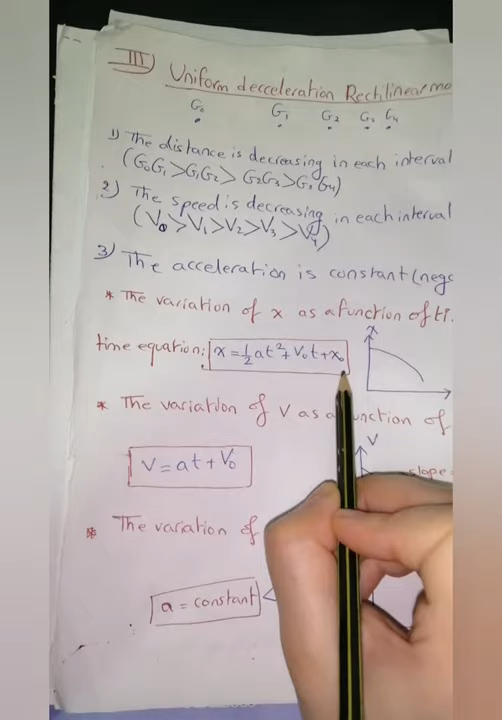 III) Uniform decceleration Rectilinear mo
G₀ G₁ G₂ G₃ G₄
1) The distance is decreasing in each interval
(G₀G₁ > G₁G₂ > G₂G₃ > G₃G₄)
2) The speed is decreasing in each interval
(V₀ > V₁ > V₂ > V₃ > V₄)
3) The acceleration is constant (nega
* The variation of x as a function of ti
time equation: x = ½at² + V₀t + x₀
x
* The variation of V as a function of
V
V = at + V₀
slope =
* The variation of
a = constant